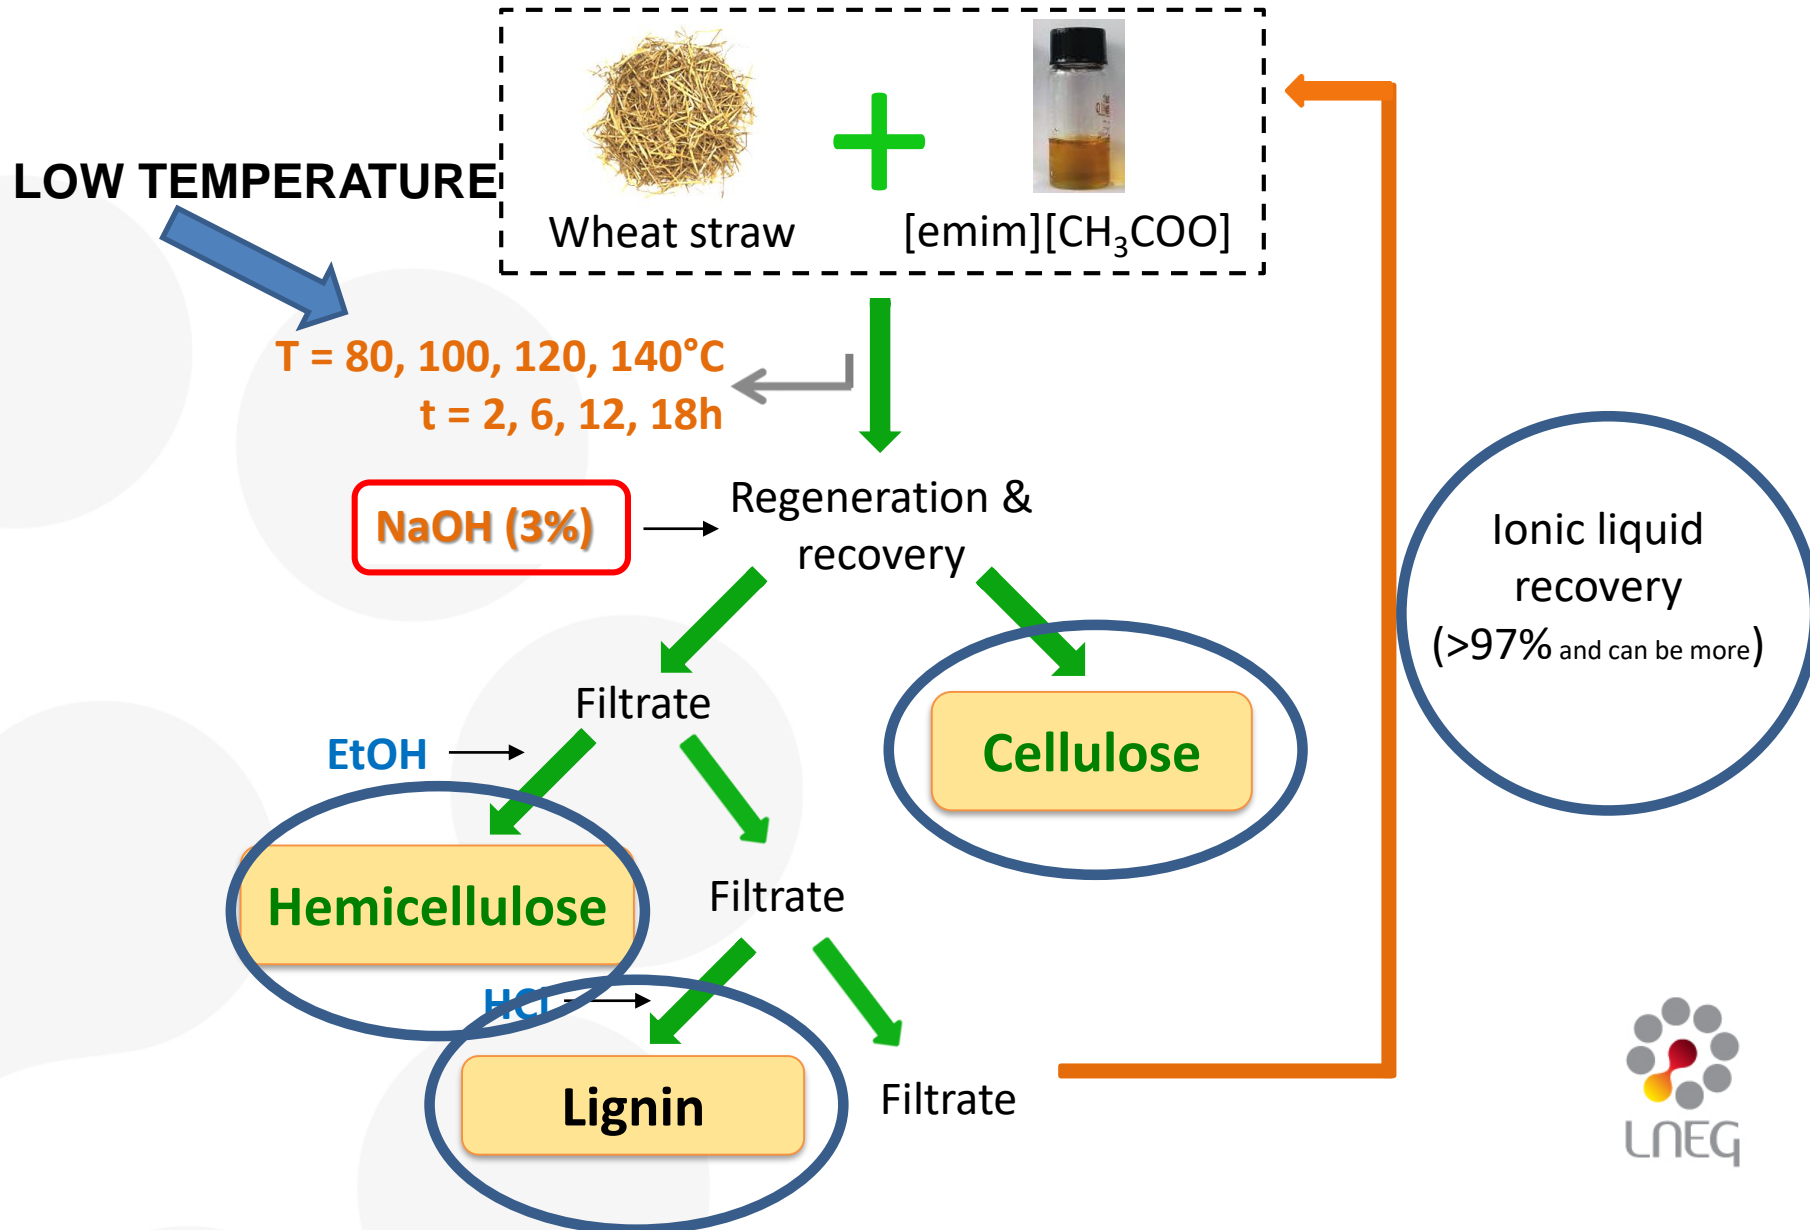 LOW TEMPERATURE
Wheat straw
[emim][CH₃COO]
T = 80, 100, 120, 140°C
t = 2, 6, 12, 18h
NaOH (3%)
Regeneration &
recovery
Ionic liquid
recovery
(>97% and can be more)
Filtrate
Cellulose
EtOH
Hemicellulose
Filtrate
HCl
Lignin
Filtrate
LNEG